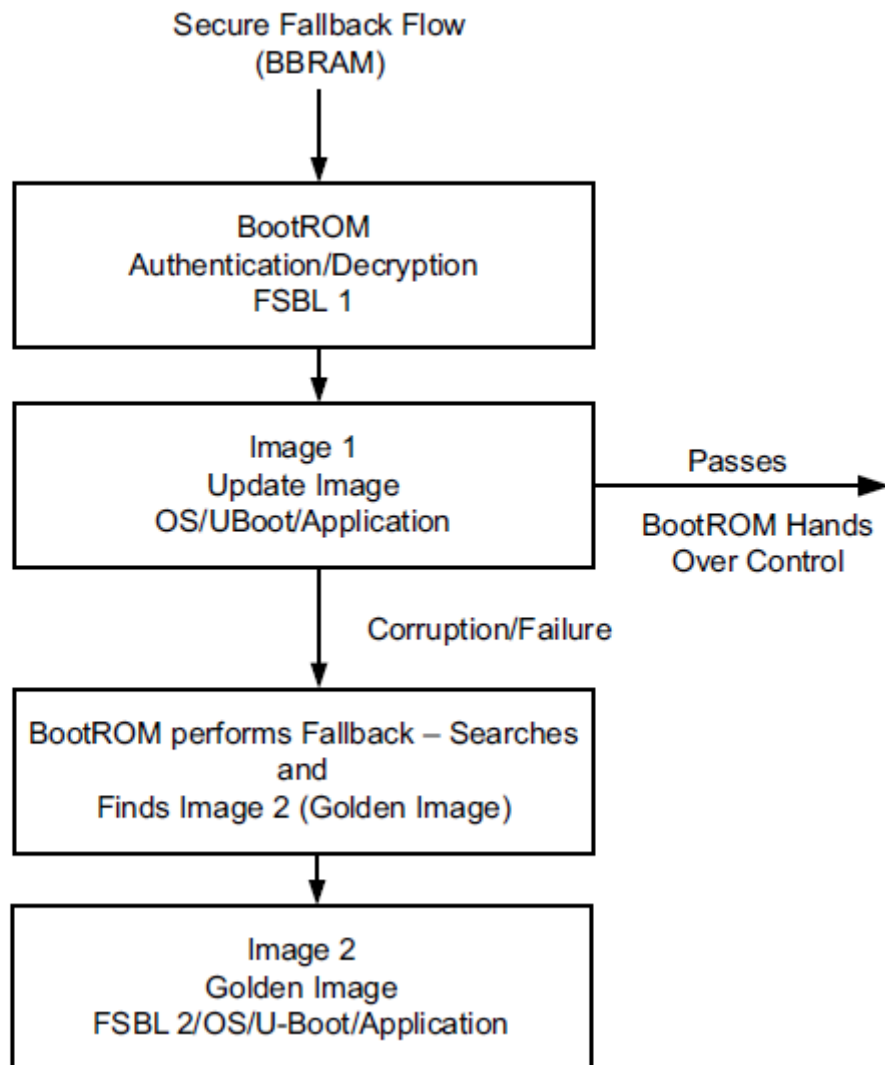 Secure Fallback Flow
(BBRAM)
BootROM
Authentication/Decryption
FSBL 1
Image 1
Update Image
OS/UBoot/Application
Passes
BootROM Hands
Over Control
Corruption/Failure
BootROM performs Fallback – Searches
and
Finds Image 2 (Golden Image)
Image 2
Golden Image
FSBL 2/OS/U-Boot/Application